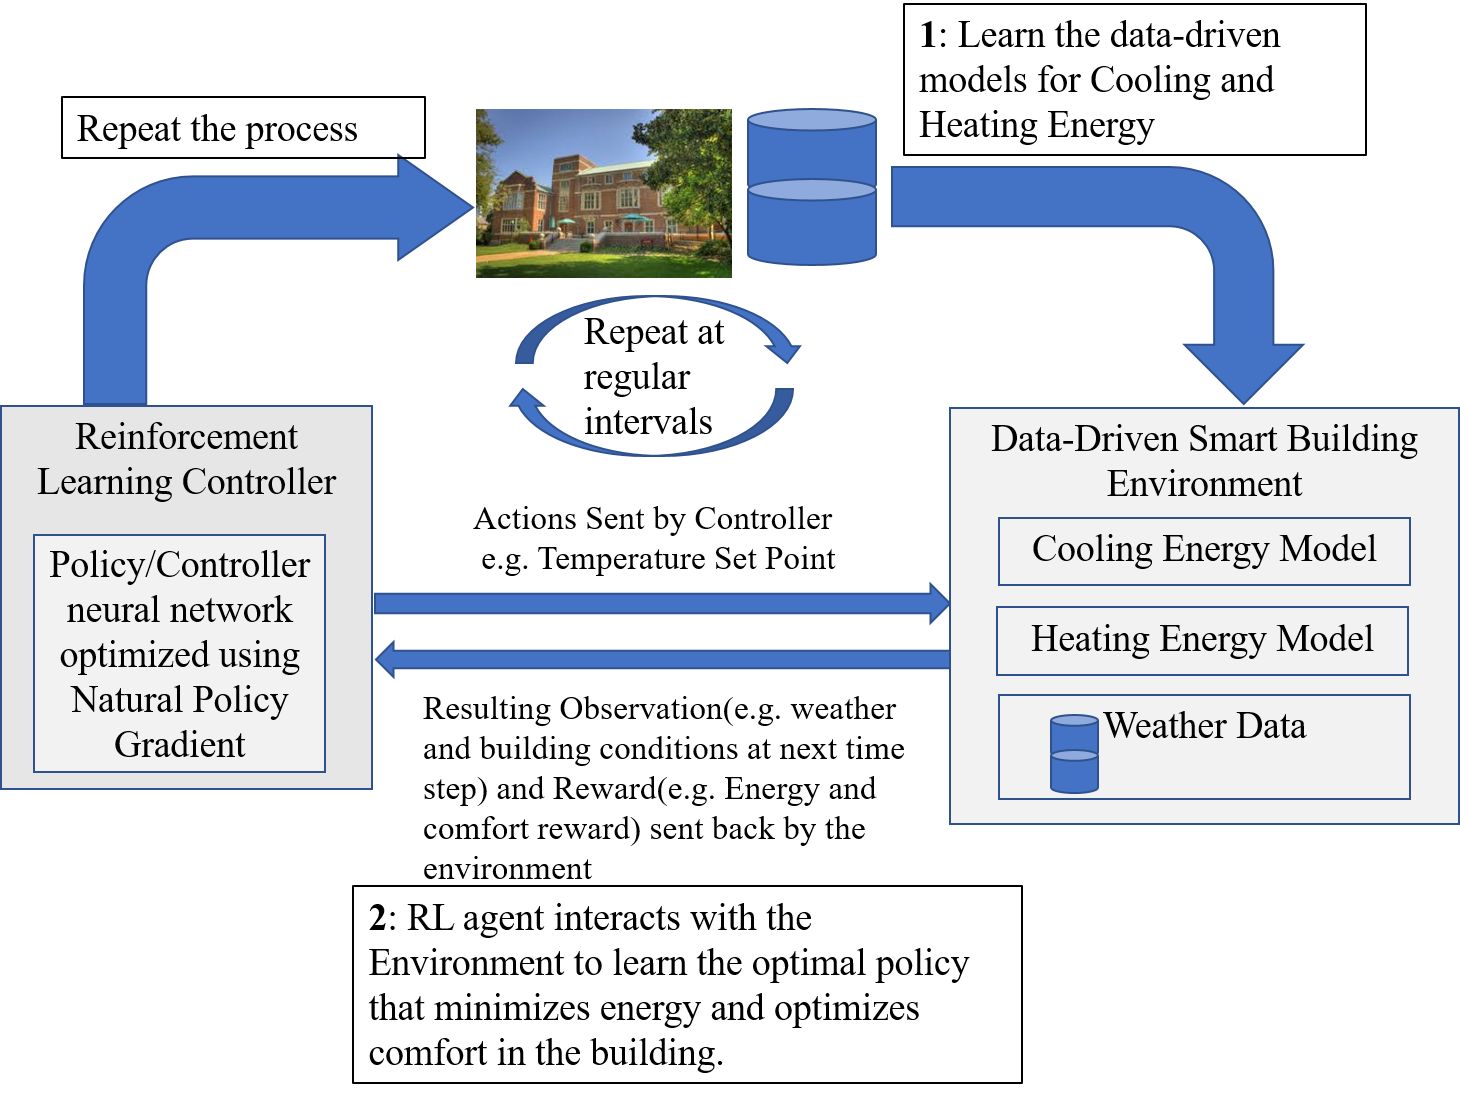 1: Learn the data-driven
models for Cooling and
Heating Energy
Repeat the process
Repeat at
regular
intervals
Reinforcement
Learning Controller
Policy/Controller
neural network
optimized using
Natural Policy
Gradient
Actions Sent by Controller
e.g. Temperature Set Point
Resulting Observation(e.g. weather
and building conditions at next time
step) and Reward(e.g. Energy and
comfort reward) sent back by the
environment
Data-Driven Smart Building
Environment
Cooling Energy Model
Heating Energy Model
Weather Data
2: RL agent interacts with the
Environment to learn the optimal policy
that minimizes energy and optimizes
comfort in the building.